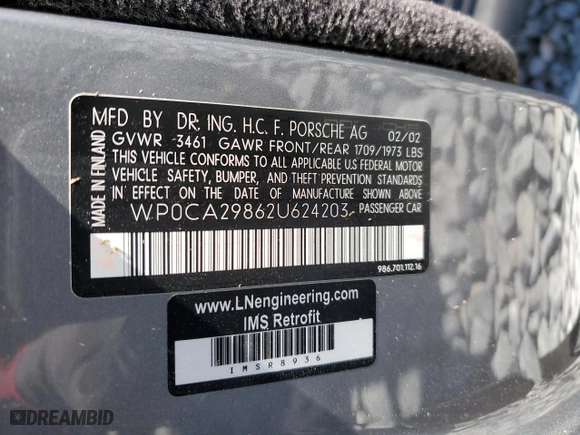 MFD. BY DR. ING. H.C. F. PORSCHE AG 02/02
GVWR 3461 GAWR FRONT/REAR 1709/1973 LBS
THIS VEHICLE CONFORMS TO ALL APPLICABLE U.S. FEDERAL MOTOR
VEHICLE SAFETY, BUMPER, AND THEFT PREVENTION STANDARDS
IN EFFECT ON THE DATE OF MANUFACTURE SHOWN ABOVE
WP0CA29862U624203 PASSENGER CAR
MADE IN FINLAND
986.701.112.16
www.LNengineering.com
IMS Retrofit
IMSR8936
DREAMBID